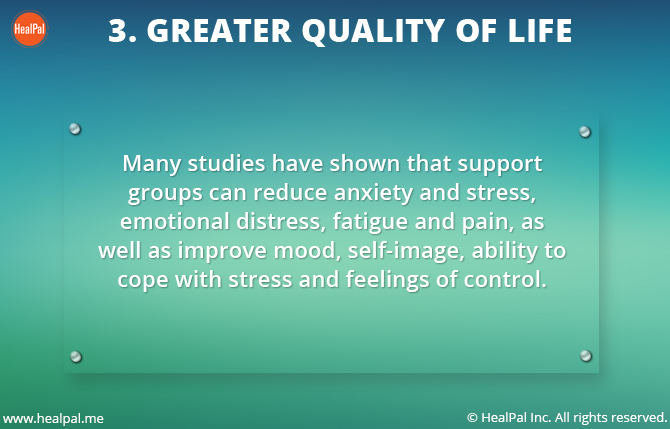 HealPal
3. GREATER QUALITY OF LIFE
Many studies have shown that support
groups can reduce anxiety and stress,
emotional distress, fatigue and pain, as
well as improve mood, self-image, ability to
cope with stress and feelings of control.
www.healpal.me
© HealPal Inc. All rights reserved.